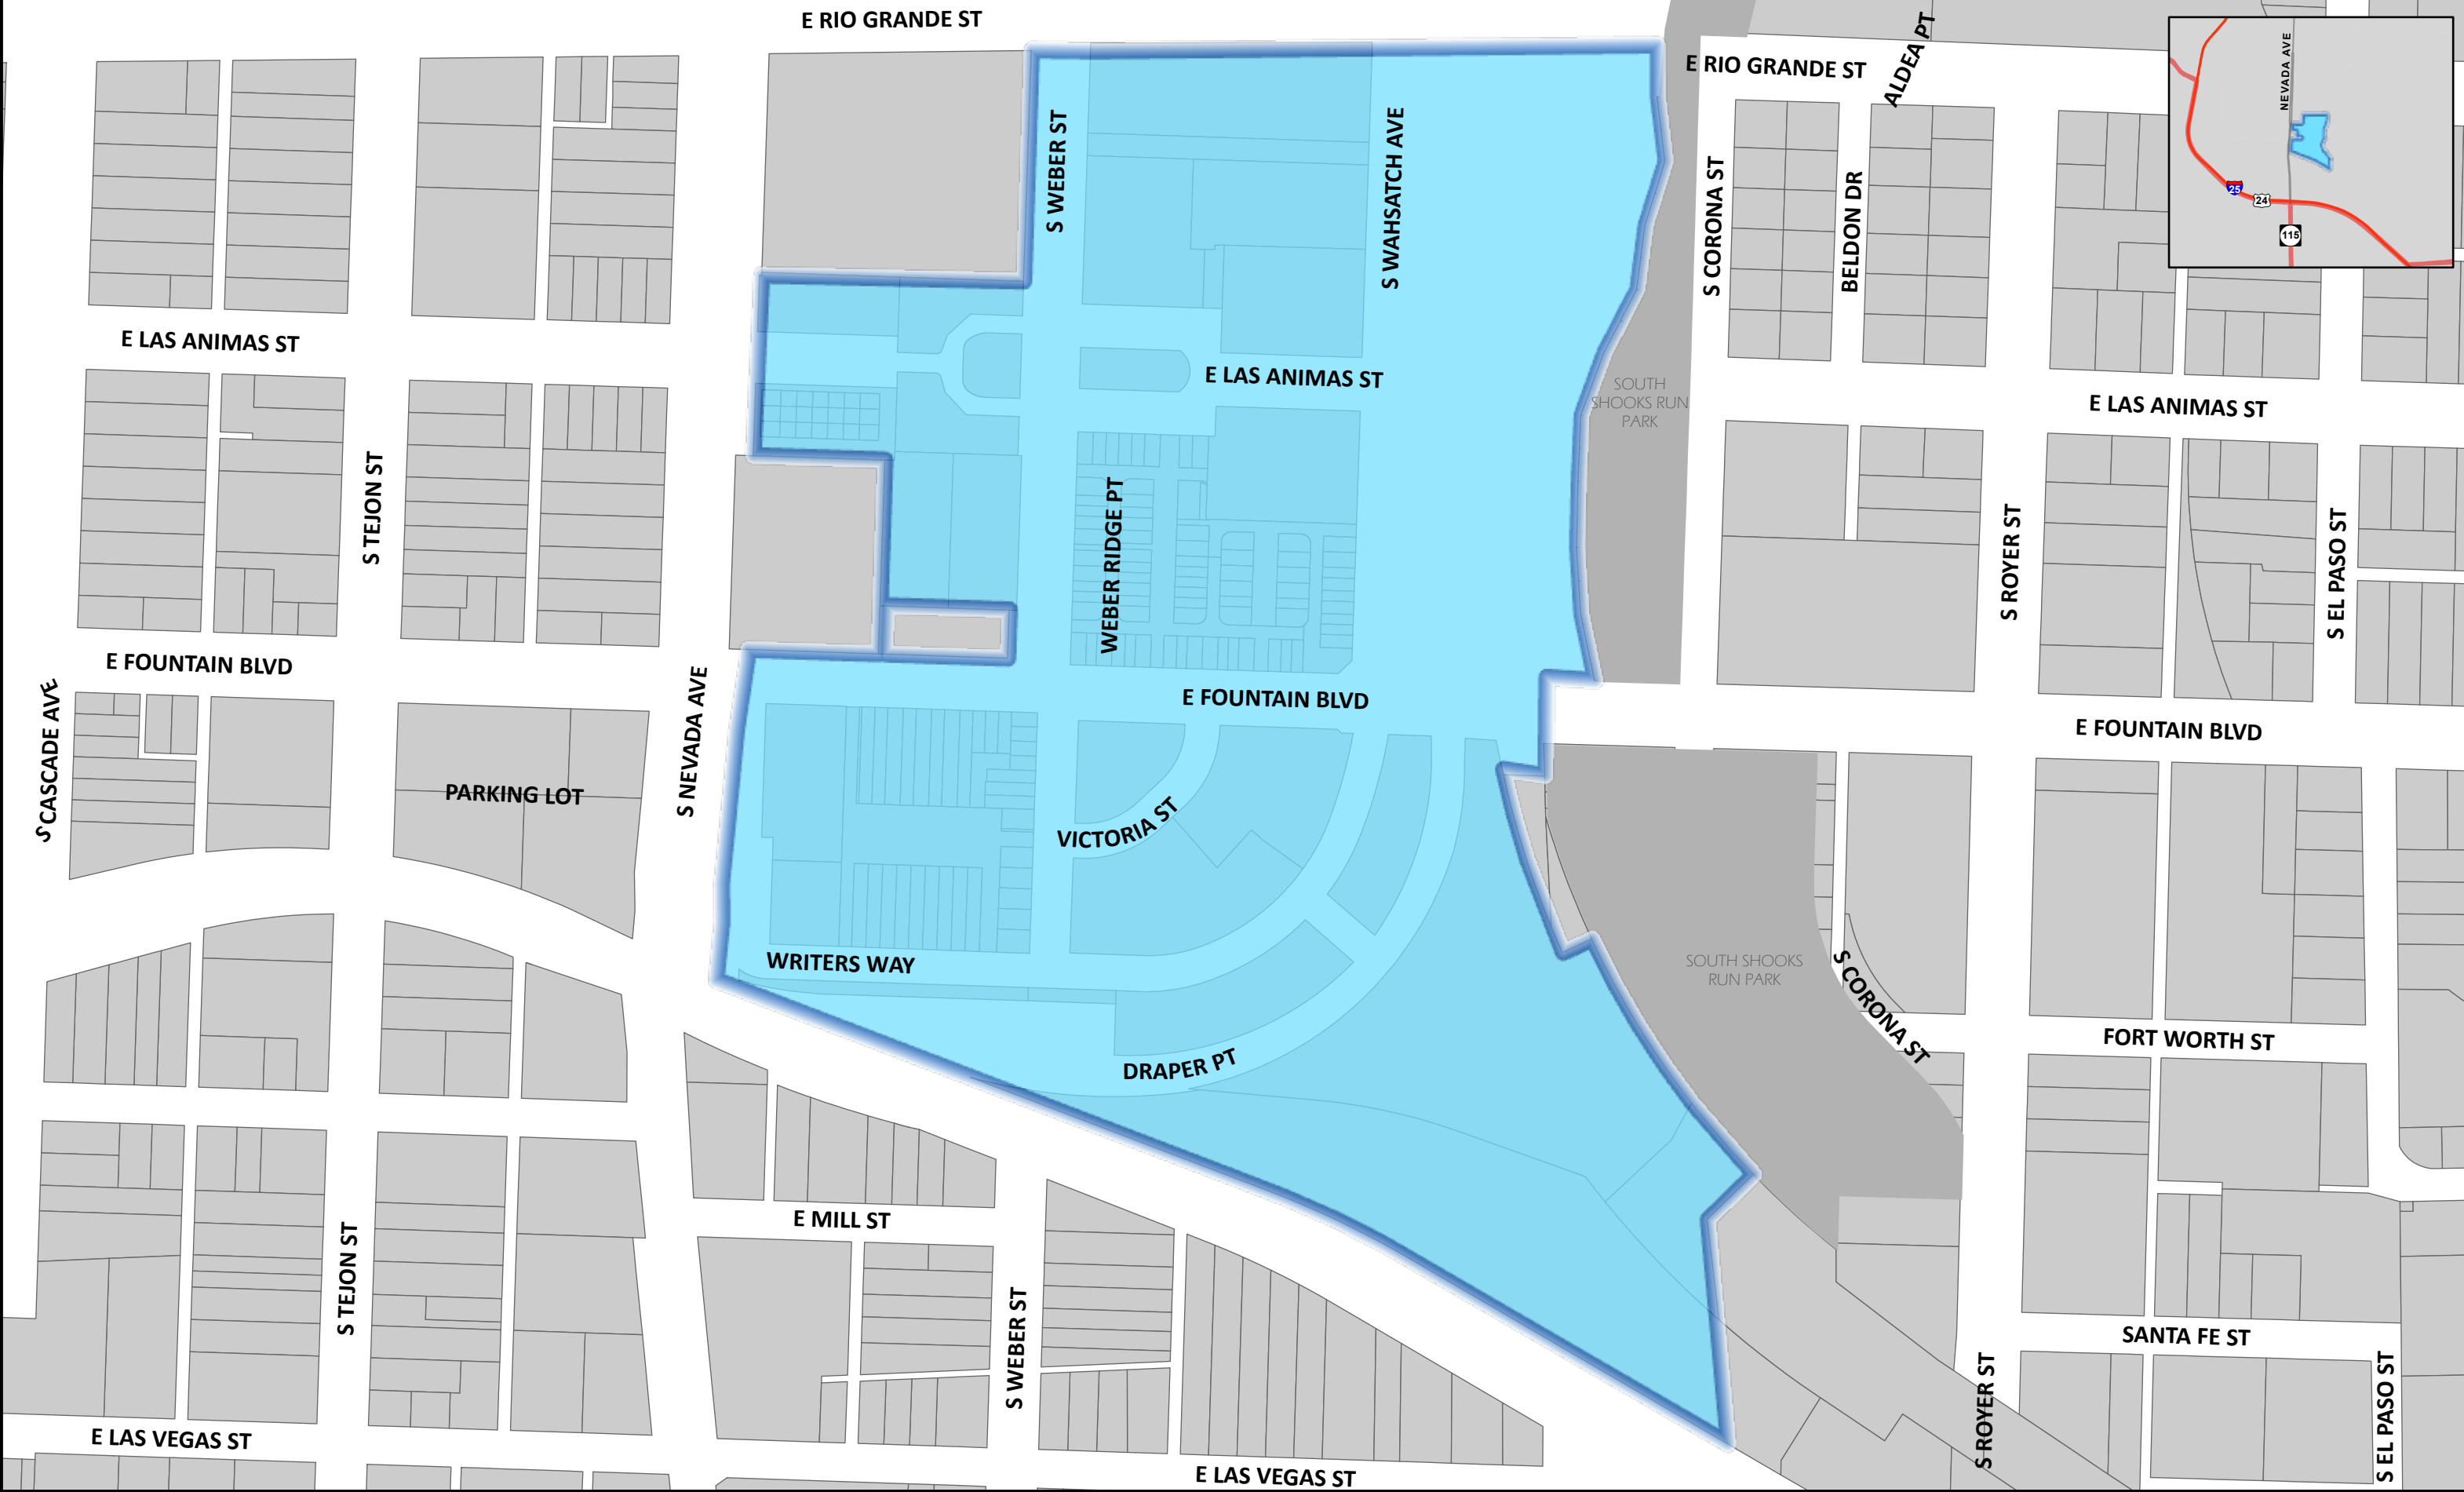 E RIO GRANDE ST
E RIO GRANDE ST
ALDEA PT
NEVADA AVE
25
24
115
S WEBER ST
S WAHSATCH AVE
S CORONA ST
BELDON DR
E LAS ANIMAS ST
E LAS ANIMAS ST
E LAS ANIMAS ST
SOUTH
SHOOKS RUN
PARK
S TEJON ST
WEBER RIDGE PT
S ROYER ST
S EL PASO ST
E FOUNTAIN BLVD
E FOUNTAIN BLVD
E FOUNTAIN BLVD
S CASCADE AVE
S NEVADA AVE
PARKING LOT
VICTORIA ST
WRITERS WAY
SOUTH SHOOKS
RUN PARK
S CORONA ST
DRAPER PT
FORT WORTH ST
E MILL ST
S TEJON ST
S WEBER ST
SANTA FE ST
S ROYER ST
S EL PASO ST
E LAS VEGAS ST
E LAS VEGAS ST